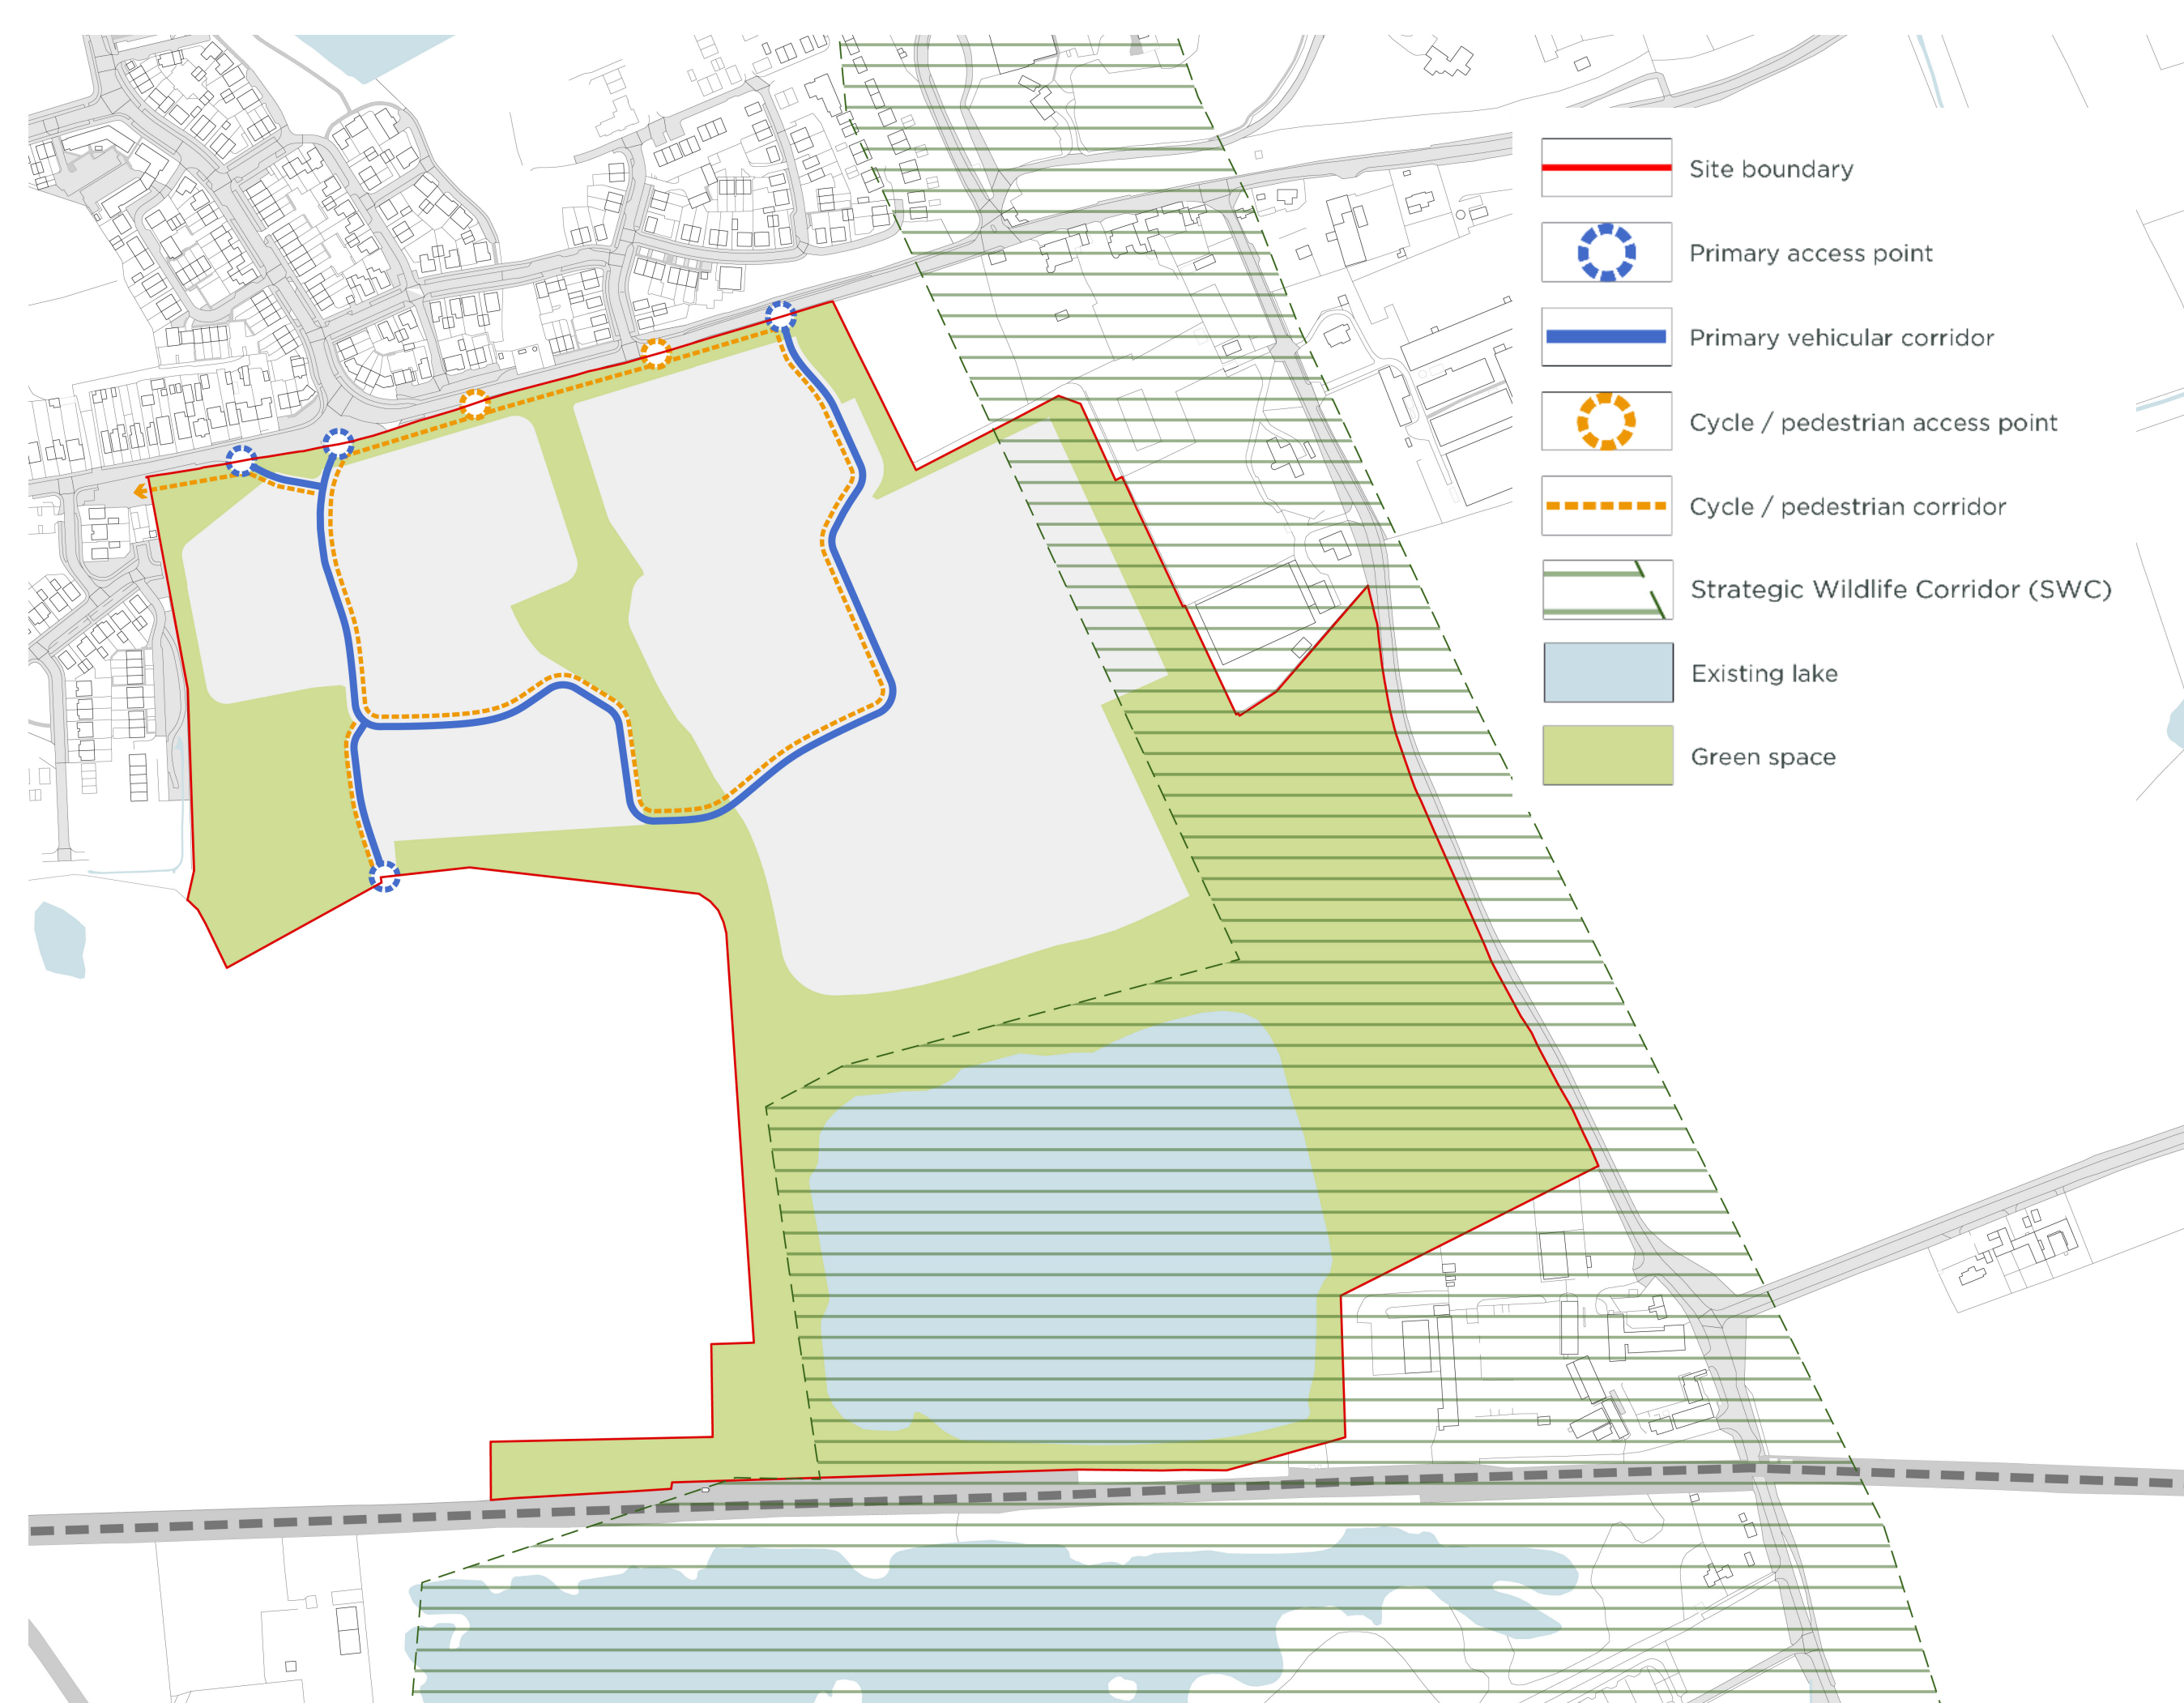 Site boundary
Primary access point
Primary vehicular corridor
Cycle / pedestrian access point
Cycle / pedestrian corridor
Strategic Wildlife Corridor (SWC)
Existing lake
Green space